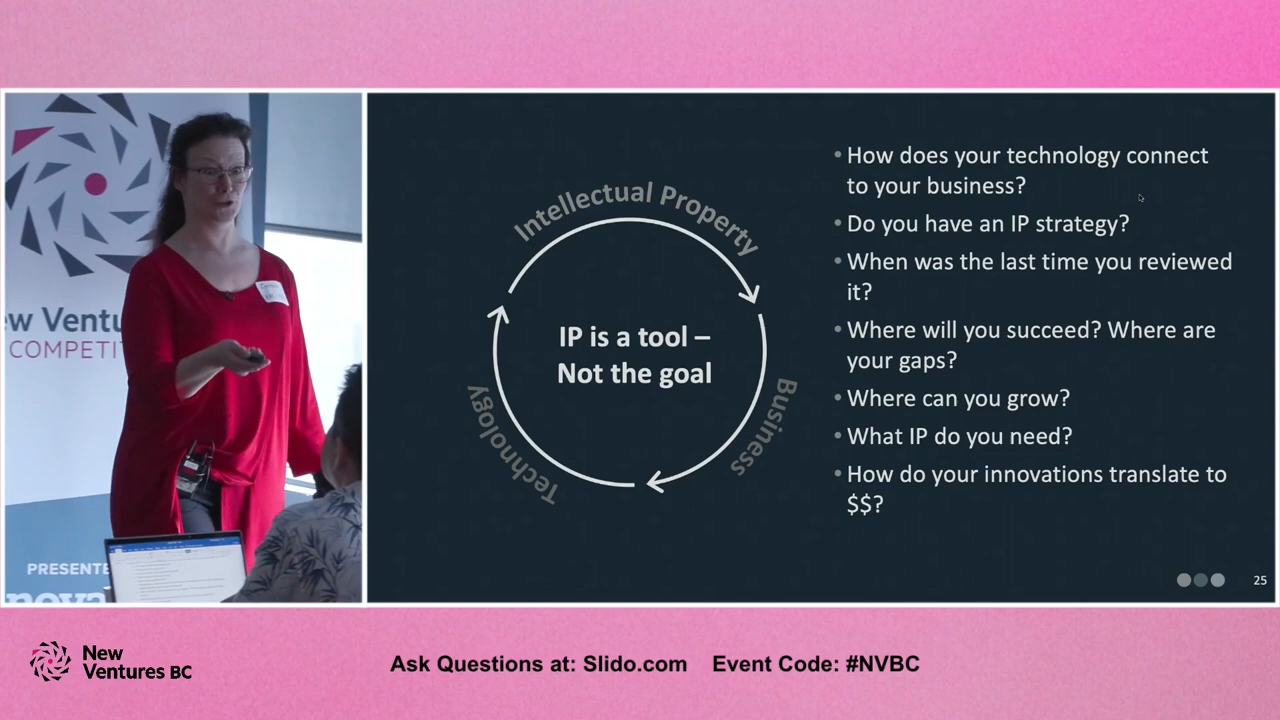 ew Ventu
COMPETIT
PRESENTE
nova
Intellectual Property
Business
Technology
IP is a tool –
Not the goal
• How does your technology connect
to your business?
• Do you have an IP strategy?
• When was the last time you reviewed
it?
• Where will you succeed? Where are
your gaps?
• Where can you grow?
• What IP do you need?
• How do your innovations translate to
$$?
25
New
Ventures BC
Ask Questions at: Slido.com Event Code: #NVBC